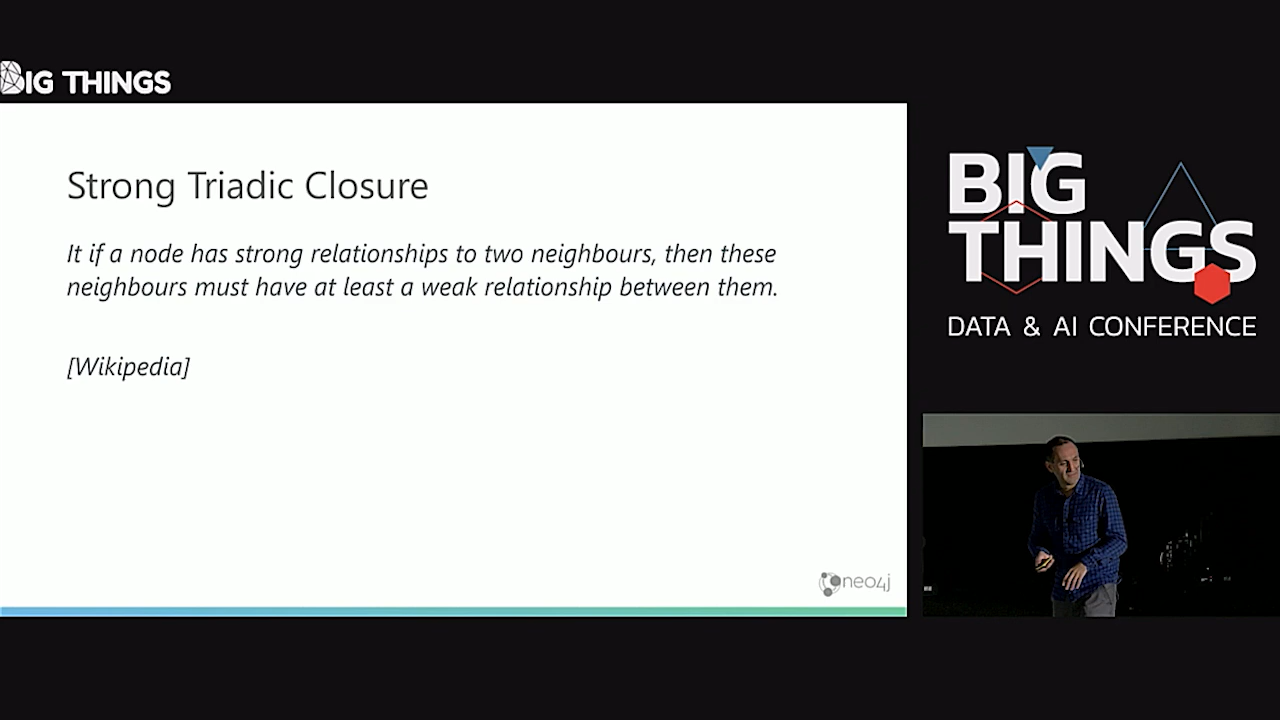 BIG THINGS
Strong Triadic Closure
It if a node has strong relationships to two neighbours, then these
neighbours must have at least a weak relationship between them.
[Wikipedia]
neo4j
BIG
THINGS
DATA & AI CONFERENCE